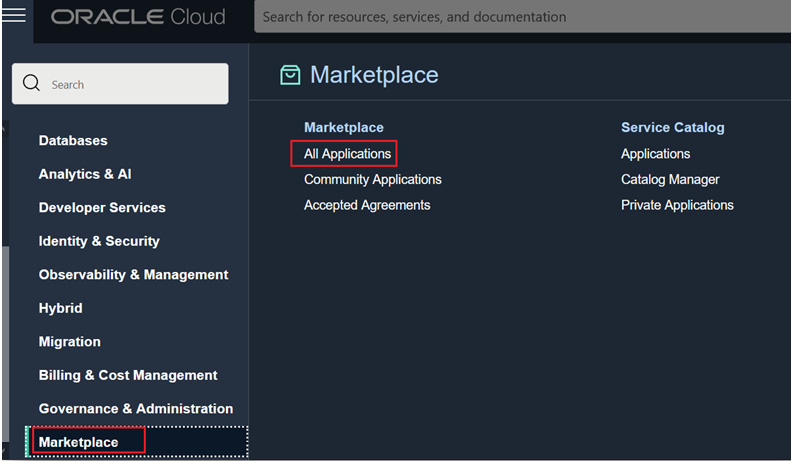 ORACLE Cloud
Search for resources, services, and documentation
Search
Databases
Analytics & AI
Developer Services
Identity & Security
Observability & Management
Hybrid
Migration
Billing & Cost Management
Governance & Administration
Marketplace
Marketplace
Marketplace
All Applications
Community Applications
Accepted Agreements
Service Catalog
Applications
Catalog Manager
Private Applications